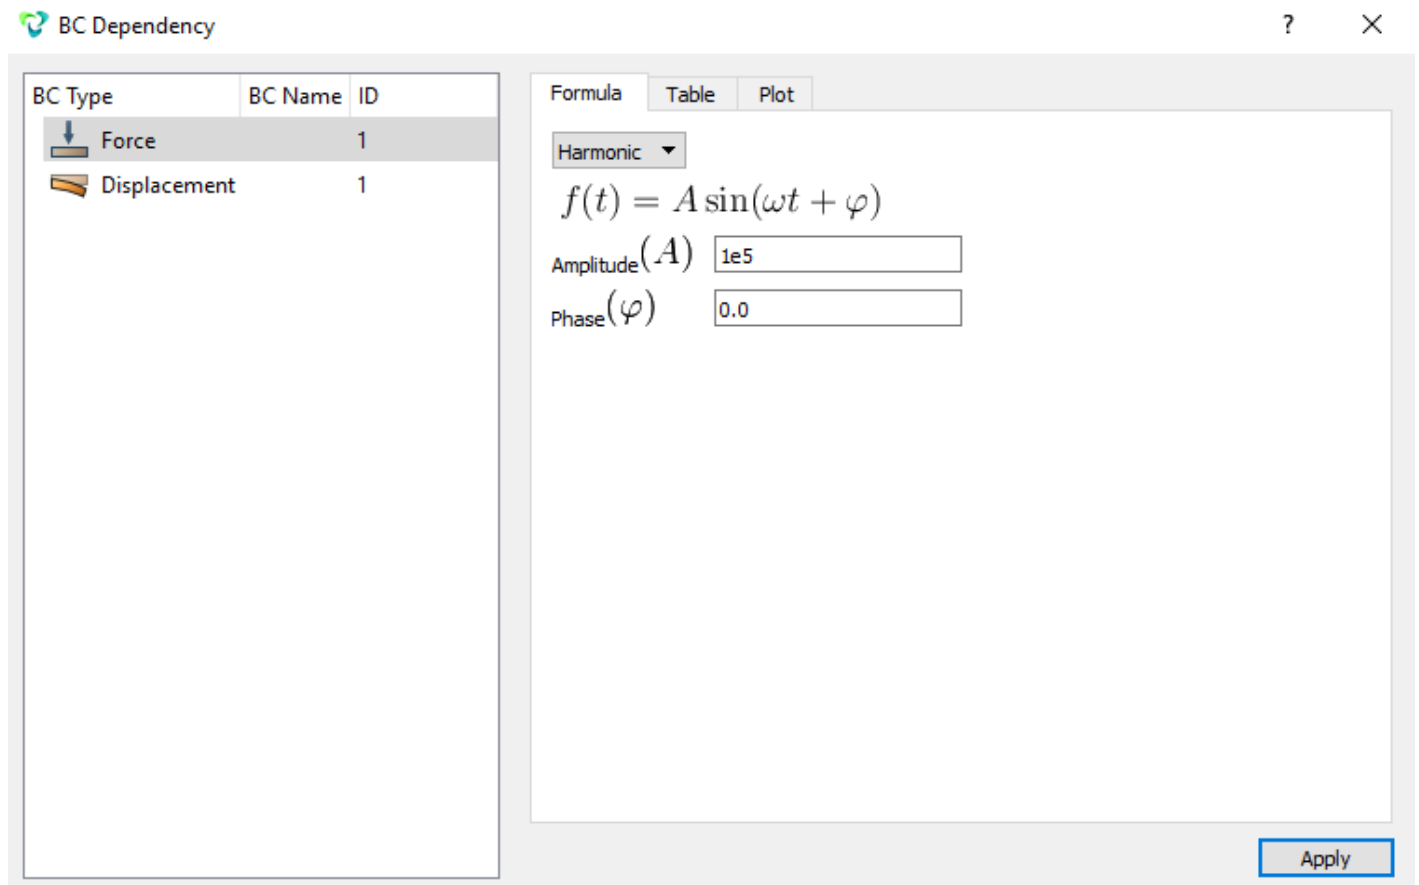 BC Dependency ? ×
BC Type BC Name ID
Force 1
Displacement 1
Formula Table Plot
Harmonic
f(t) = A sin(ωt + φ)
Amplitude(A) 1e5
Phase(φ) 0.0
Apply